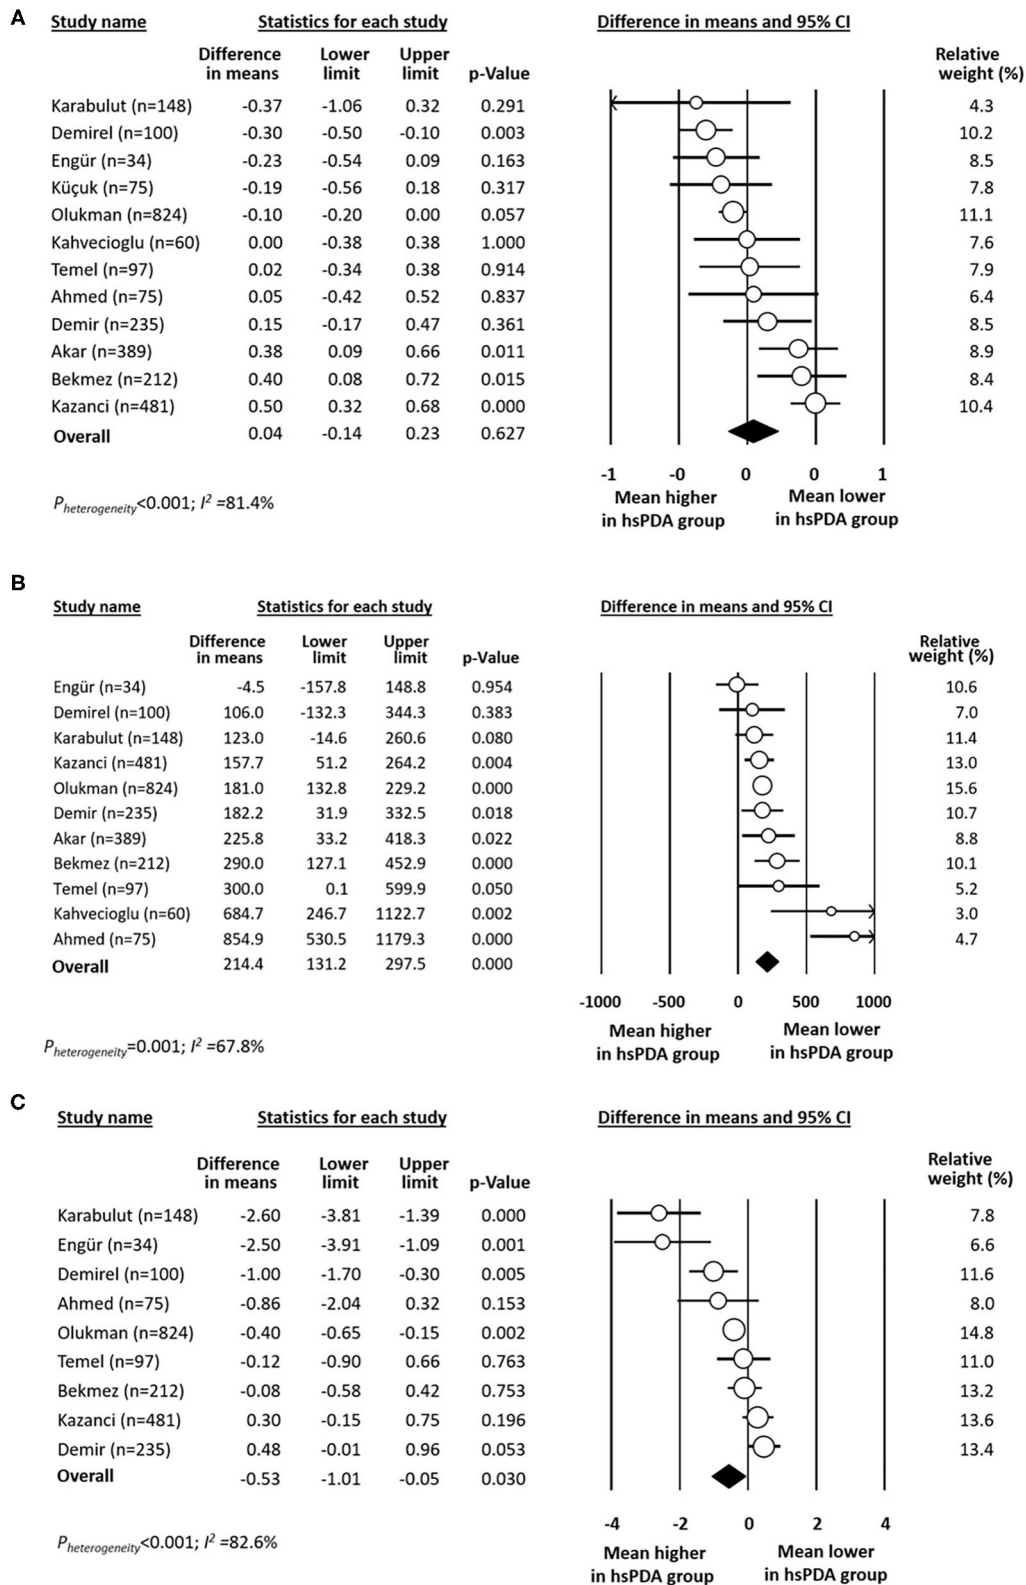 A
Study name Statistics for each study Difference in means and 95% CI
Difference Lower Upper Relative
in means limit limit p-Value weight (%)
Karabulut (n=148) -0.37 -1.06 0.32 0.291 4.3
Demirel (n=100) -0.30 -0.50 -0.10 0.003 10.2
Engür (n=34) -0.23 -0.54 0.09 0.163 8.5
Küçuk (n=75) -0.19 -0.56 0.18 0.317 7.8
Olukman (n=824) -0.10 -0.20 0.00 0.057 11.1
Kahvecioglu (n=60) 0.00 -0.38 0.38 1.000 7.6
Temel (n=97) 0.02 -0.34 0.38 0.914 7.9
Ahmed (n=75) 0.05 -0.42 0.52 0.837 6.4
Demir (n=235) 0.15 -0.17 0.47 0.361 8.5
Akar (n=389) 0.38 0.09 0.66 0.011 8.9
Bekmez (n=212) 0.40 0.08 0.72 0.015 8.4
Kazanci (n=481) 0.50 0.32 0.68 0.000 10.4
Overall 0.04 -0.14 0.23 0.627
-1 -0 0 0 1
Mean higher Mean lower
in hsPDA group in hsPDA group
Pheterogeneity<0.001; I2 =81.4%
B
Study name Statistics for each study Difference in means and 95% CI
Difference Lower Upper Relative
in means limit limit p-Value weight (%)
Engür (n=34) -4.5 -157.8 148.8 0.954 10.6
Demirel (n=100) 106.0 -132.3 344.3 0.383 7.0
Karabulut (n=148) 123.0 -14.6 260.6 0.080 11.4
Kazanci (n=481) 157.7 51.2 264.2 0.004 13.0
Olukman (n=824) 181.0 132.8 229.2 0.000 15.6
Demir (n=235) 182.2 31.9 332.5 0.018 10.7
Akar (n=389) 225.8 33.2 418.3 0.022 8.8
Bekmez (n=212) 290.0 127.1 452.9 0.000 10.1
Temel (n=97) 300.0 0.1 599.9 0.050 5.2
Kahvecioglu (n=60) 684.7 246.7 1122.7 0.002 3.0
Ahmed (n=75) 854.9 530.5 1179.3 0.000 4.7
Overall 214.4 131.2 297.5 0.000
-1000 -500 0 500 1000
Mean higher Mean lower
in hsPDA group in hsPDA group
Pheterogeneity=0.001; I2 =67.8%
C
Study name Statistics for each study Difference in means and 95% CI
Difference Lower Upper Relative
in means limit limit p-Value weight (%)
Karabulut (n=148) -2.60 -3.81 -1.39 0.000 7.8
Engür (n=34) -2.50 -3.91 -1.09 0.001 6.6
Demirel (n=100) -1.00 -1.70 -0.30 0.005 11.6
Ahmed (n=75) -0.86 -2.04 0.32 0.153 8.0
Olukman (n=824) -0.40 -0.65 -0.15 0.002 14.8
Temel (n=97) -0.12 -0.90 0.66 0.763 11.0
Bekmez (n=212) -0.08 -0.58 0.42 0.753 13.2
Kazanci (n=481) 0.30 -0.15 0.75 0.196 13.6
Demir (n=235) 0.48 -0.01 0.96 0.053 13.4
Overall -0.53 -1.01 -0.05 0.030
-4 -2 0 2 4
Mean higher Mean lower
in hsPDA group in hsPDA group
Pheterogeneity<0.001; I2 =82.6%